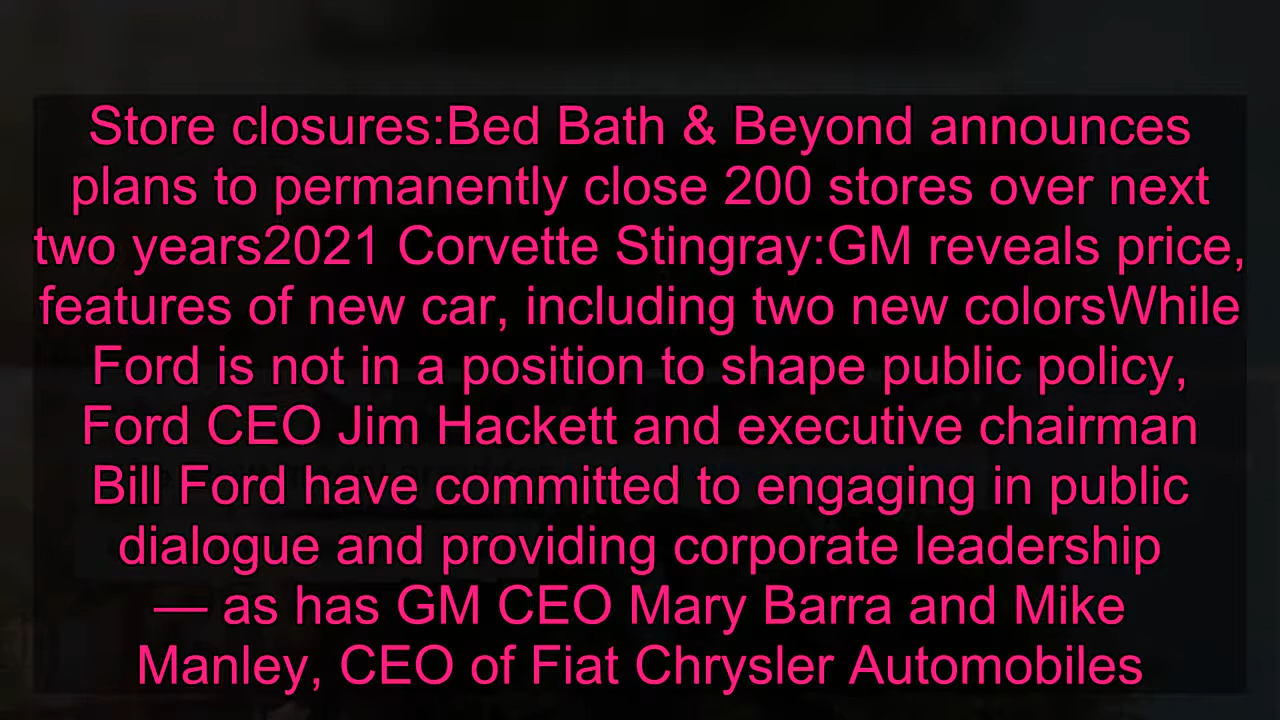 Store closures:Bed Bath & Beyond announces
plans to permanently close 200 stores over next
two years2021 Corvette Stingray:GM reveals price,
features of new car, including two new colorsWhile
Ford is not in a position to shape public policy,
Ford CEO Jim Hackett and executive chairman
Bill Ford have committed to engaging in public
dialogue and providing corporate leadership
— as has GM CEO Mary Barra and Mike
Manley, CEO of Fiat Chrysler Automobiles